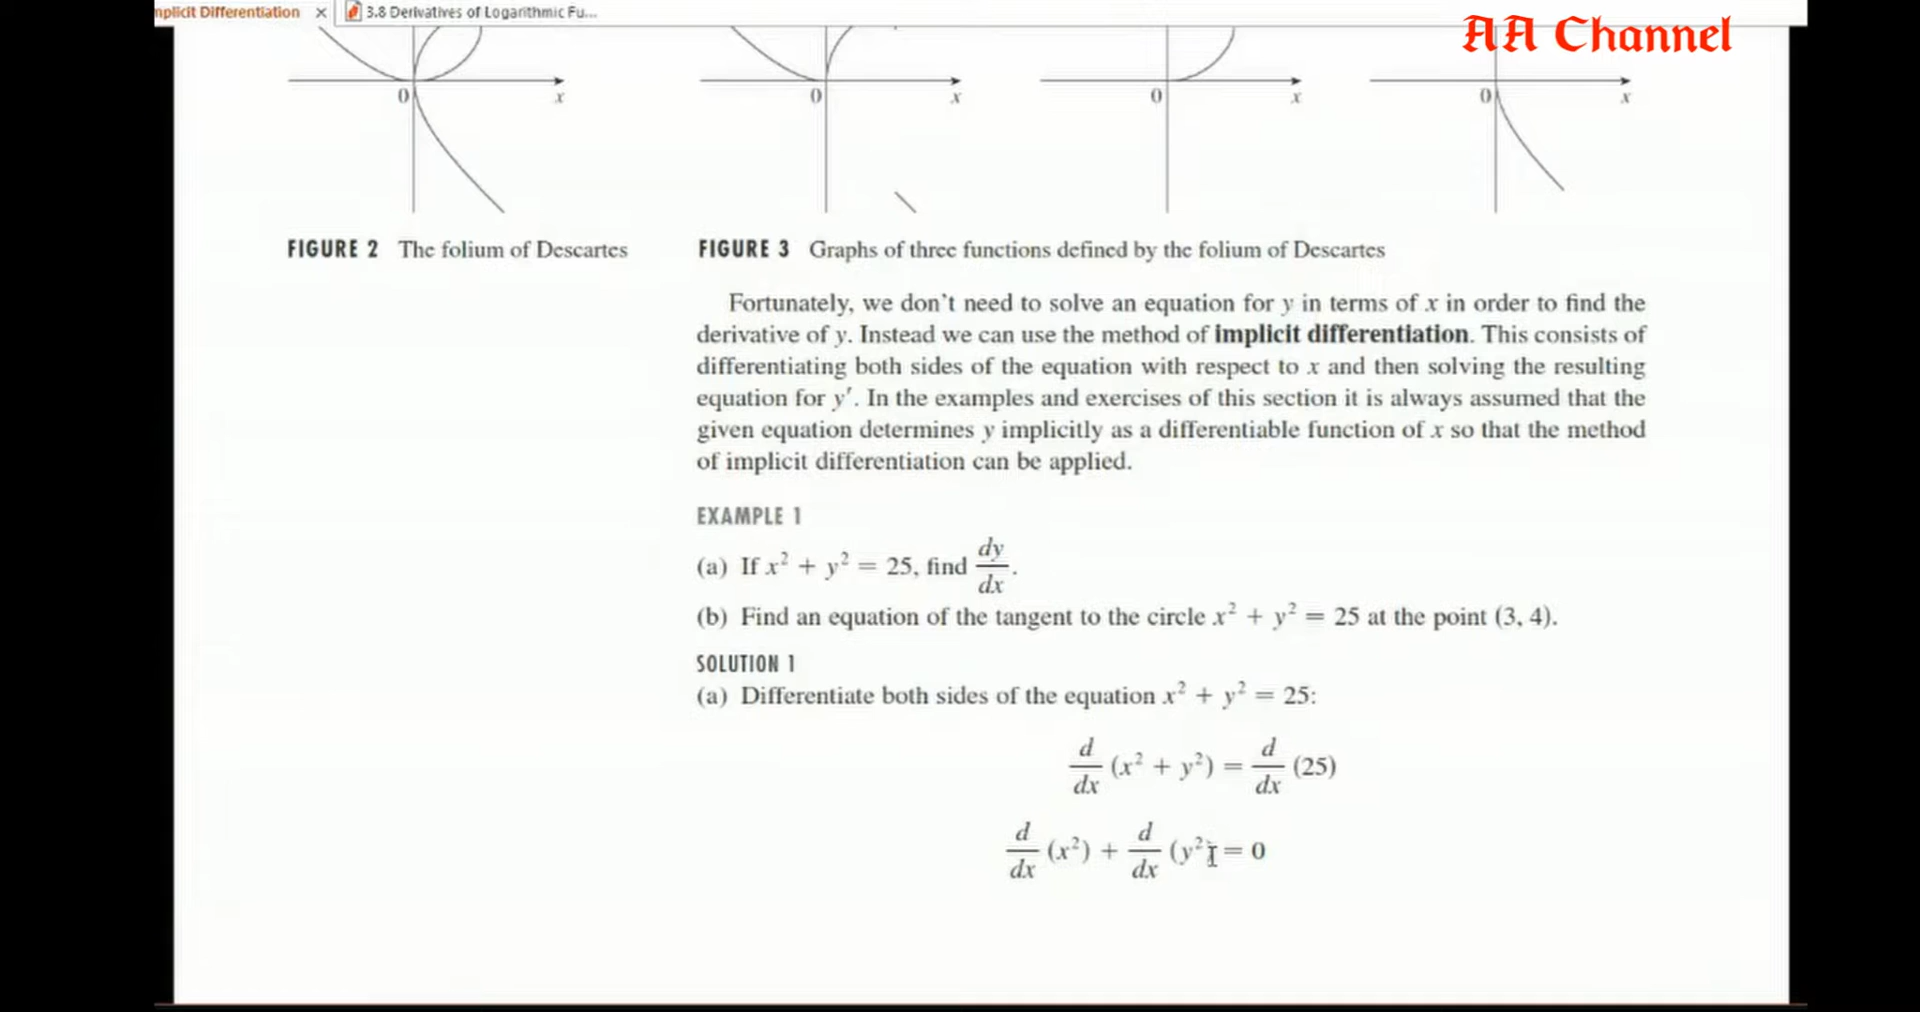 nplicit Differentiation × 3.8 Derivatives of Logarithmic Fu...
AA Channel
0 x 0 x 0 x 0 x
FIGURE 2 The folium of Descartes
FIGURE 3 Graphs of three functions defined by the folium of Descartes
Fortunately, we don't need to solve an equation for y in terms of x in order to find the
derivative of y. Instead we can use the method of implicit differentiation. This consists of
differentiating both sides of the equation with respect to x and then solving the resulting
equation for y′. In the examples and exercises of this section it is always assumed that the
given equation determines y implicitly as a differentiable function of x so that the method
of implicit differentiation can be applied.
EXAMPLE 1
(a) If x² + y² = 25, find dy/dx.
(b) Find an equation of the tangent to the circle x² + y² = 25 at the point (3, 4).
SOLUTION 1
(a) Differentiate both sides of the equation x² + y² = 25:
d/dx (x² + y²) = d/dx (25)
d/dx (x²) + d/dx (y²) = 0